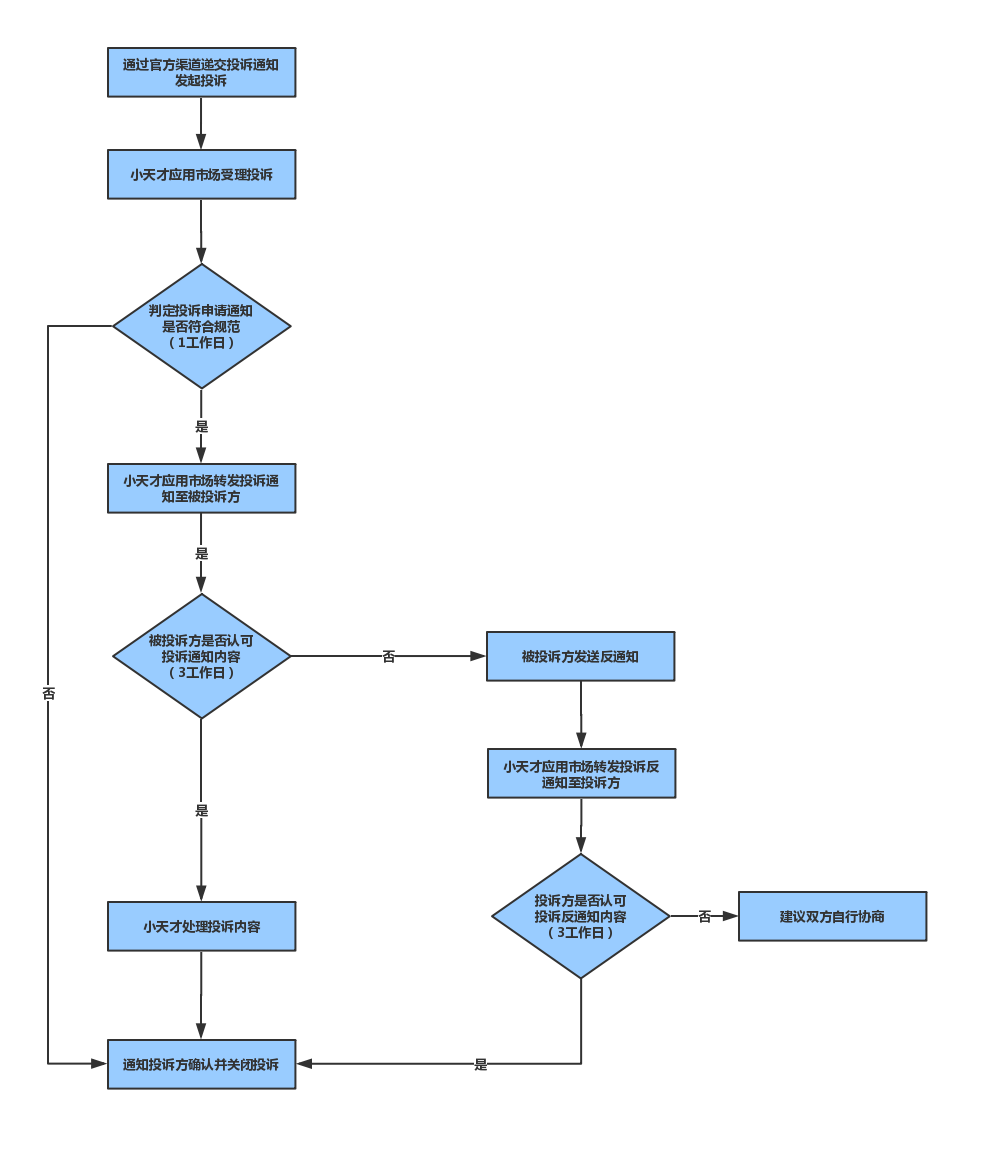 通过官方渠道递交投诉通知
发起投诉
小天才应用市场受理投诉
判定投诉申请通知
是否符合规范
（1工作日）
是
小天才应用市场转发投诉通
知至被投诉方
是
被投诉方是否认可
投诉通知内容
（3工作日）
否
被投诉方发送反通知
否
小天才应用市场转发投诉反
通知至投诉方
是
投诉方是否认可
投诉反通知内容
（3工作日）
否
建议双方自行协商
小天才处理投诉内容
通知投诉方确认并关闭投诉
是